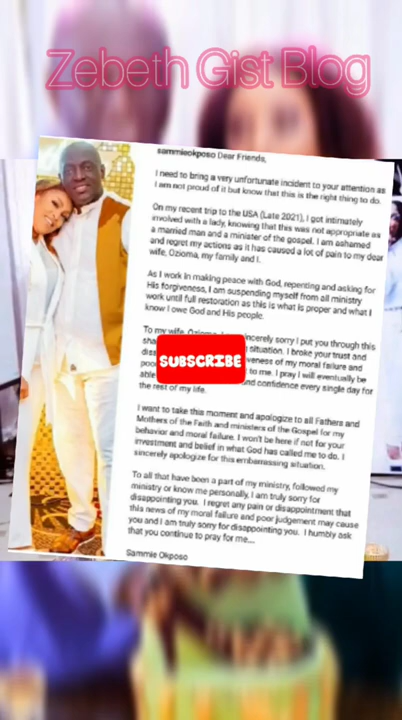 Zebeth Gist Blog
sammieokposo Dear Friends,
I need to bring a very unfortunate incident to your attention as
I am not proud of it but know that this is the right thing to do.
On my recent trip to the USA (Late 2021), I got intimately
involved with a lady, knowing that this was not appropriate as
a married man and a minister of the gospel. I am ashamed
and regret my actions as it has caused a lot of pain to my dear
wife, Ozioma, my family and I.
As I work in making peace with God, repenting and asking for
His forgiveness, I am suspending myself from all ministry
work until full restoration as this is what is proper and what I
know I owe God and His people.
To my wife, incerely sorry I put you through this
situation. I broke your trust and
SUBSCRIBE
veness of my moral failure and
to me. I pray I will eventually be
able nd confidence every single day for
the rest of my life.
I want to take this moment and apologize to all Fathers and
Mothers of the Faith and ministers of the Gospel for my
behavior and moral failure. I won't be here if not for your
investment and belief in what God has called me to do. I
sincerely apologize for this embarrassing situation.
To all that have been a part of my ministry, followed my
ministry or know me personally, I am truly sorry for
disappointing you. I regret any pain or disappointment that
this news of my moral failure and poor judgement may cause
you and I am truly sorry for disappointing you. I humbly ask
that you continue to pray for me....
Sammie Okposo